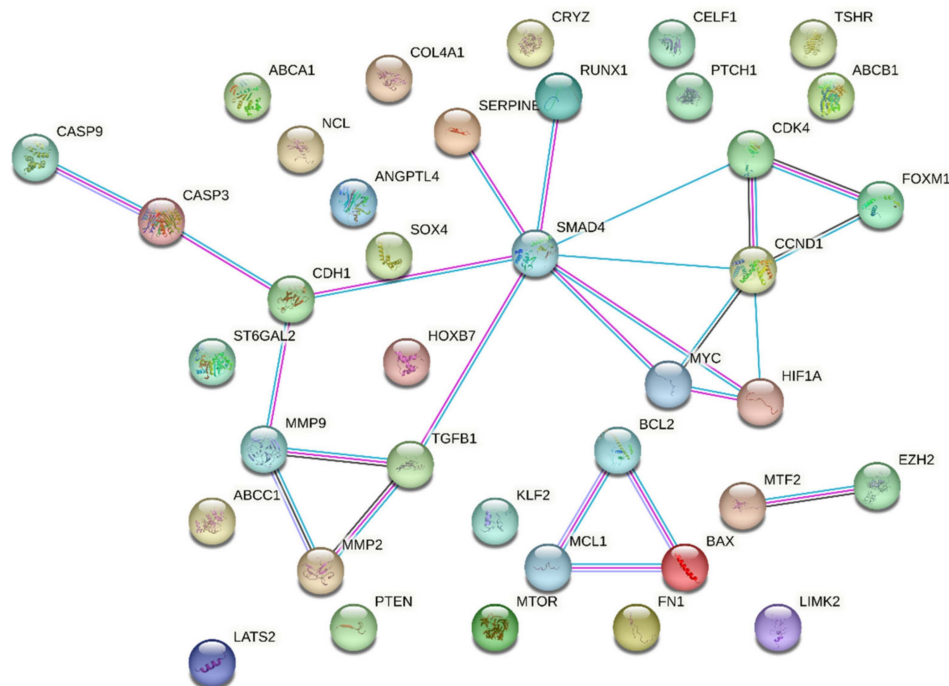 CRYZ
CELF1
TSHR
COL4A1
RUNX1
PTCH1
ABCA1
ABCB1
SERPINE
CASP9
NCL
CDK4
CASP3
ANGPTL4
FOXM1
SOX4
SMAD4
CCND1
CDH1
ST6GAL2
HOXB7
MYC
HIF1A
MMP9
TGFB1
BCL2
EZH2
MTF2
ABCC1
KLF2
MMP2
MCL1
BAX
PTEN
MTOR
FN1
LIMK2
LATS2